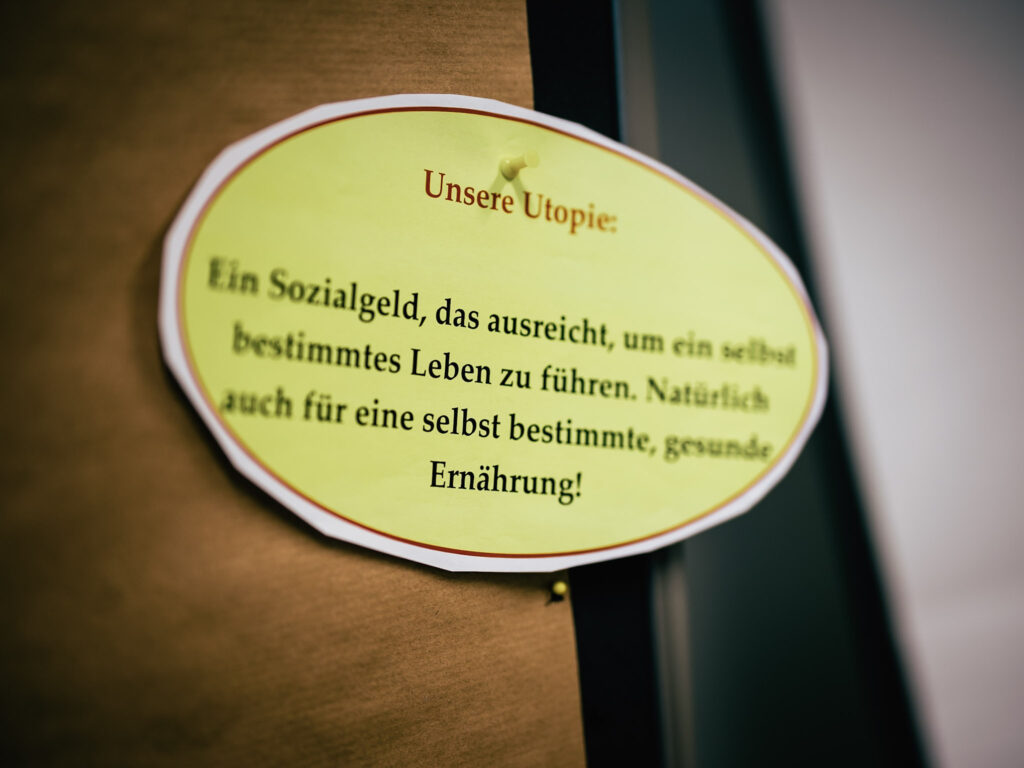 Unsere Utopie:
Ein Sozialgeld, das ausreicht, um ein selbst
bestimmtes Leben zu führen. Natürlich
auch für eine selbst bestimmte, gesunde
Ernährung!